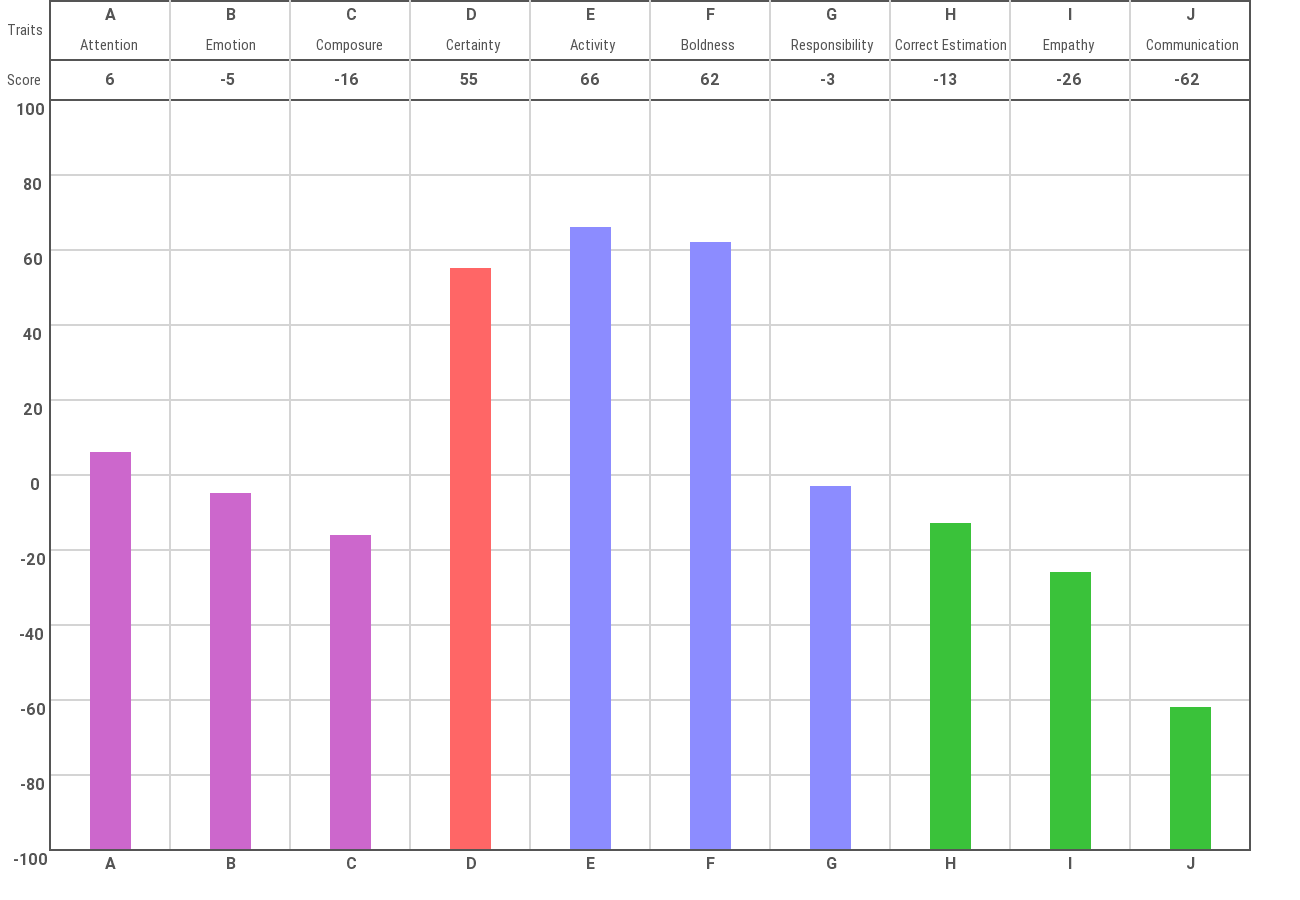 Traits A B C D E F G H I J
Attention Emotion Composure Certainty Activity Boldness Responsibility Correct Estimation Empathy Communication
Score 6 -5 -16 55 66 62 -3 -13 -26 -62
100
80
60
40
20
0
-20
-40
-60
-80
-100
A B C D E F G H I J